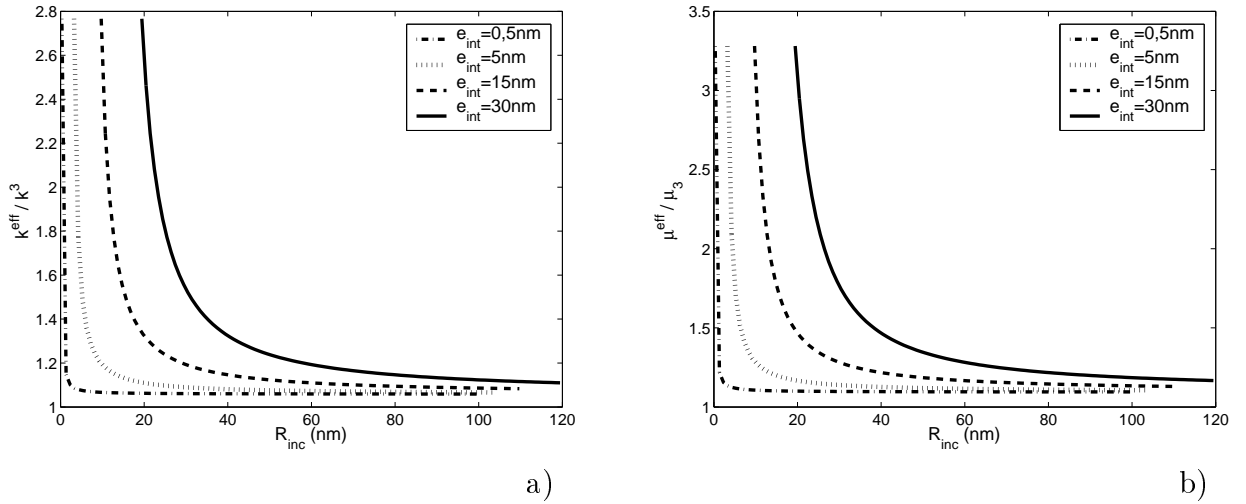 2.8
2.6
2.4
2.2
2
1.8
1.6
1.4
1.2
1
k^eff / k^3
0 20 40 60 80 100 120
R_inc (nm)
e_int=0,5nm
e_int=5nm
e_int=15nm
e_int=30nm
a)
3.5
3
2.5
2
1.5
1
μ^eff / μ_3
0 20 40 60 80 100 120
R_inc (nm)
e_int=0,5nm
e_int=5nm
e_int=15nm
e_int=30nm
b)